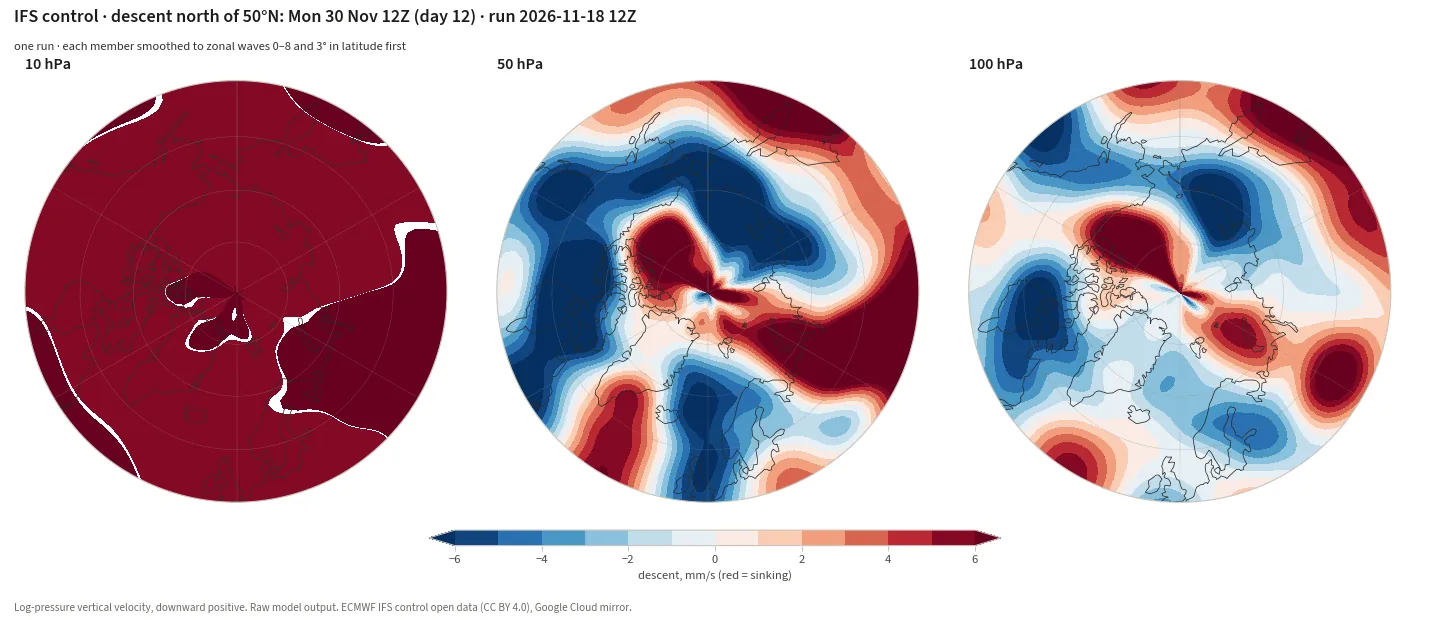 IFS control · descent north of 50°N: Mon 30 Nov 12Z (day 12) · run 2026-11-18 12Z
one run · each member smoothed to zonal waves 0–8 and 3° in latitude first
10 hPa
50 hPa
100 hPa
−6
−4
−2
0
2
4
6
descent, mm/s (red = sinking)
Log-pressure vertical velocity, downward positive. Raw model output. ECMWF IFS control open data (CC BY 4.0), Google Cloud mirror.